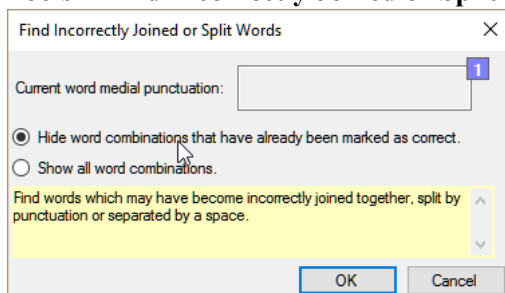 Find Incorrectly Joined or Split Words
Current word medial punctuation:
1
Hide word combinations that have already been marked as correct.
Show all word combinations.
Find words which may have become incorrectly joined together, split by
punctuation or separated by a space.
OK Cancel